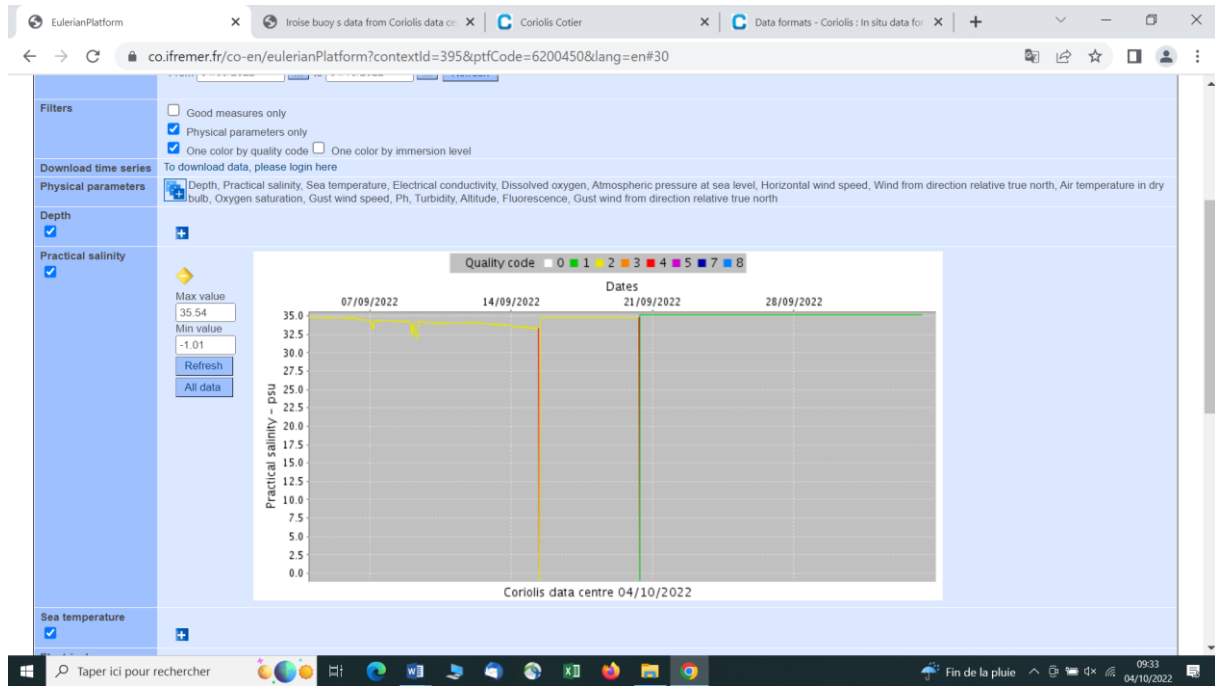 EulerianPlatform
Iroise buoy s data from Coriolis data ce
Coriolis Cotier
Data formats - Coriolis : In situ data for
co.ifremer.fr/co-en/eulerianPlatform?contextId=395&ptfCode=6200450&lang=en#30
Filters
Good measures only
Physical parameters only
One color by quality code One color by immersion level
Download time series To download data, please login here
Physical parameters Depth, Practical salinity, Sea temperature, Electrical conductivity, Dissolved oxygen, Atmospheric pressure at sea level, Horizontal wind speed, Wind from direction relative true north, Air temperature in dry
bulb, Oxygen saturation, Gust wind speed, Ph, Turbidity, Altitude, Fluorescence, Gust wind from direction relative true north
Depth
Practical salinity
Max value
35.54
Min value
-1.01
Refresh
All data
Quality code 0 1 2 3 4 5 7 8
Dates
07/09/2022 14/09/2022 21/09/2022 28/09/2022
Practical salinity - psu
35.0
32.5
30.0
27.5
25.0
22.5
20.0
17.5
15.0
12.5
10.0
7.5
5.0
2.5
0.0
Coriolis data centre 04/10/2022
Sea temperature
Taper ici pour rechercher
Fin de la pluie
09:33
04/10/2022